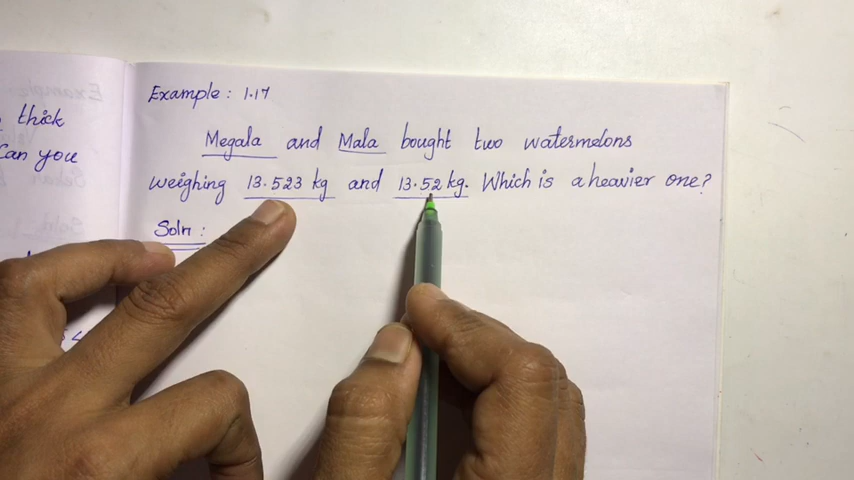 thick
Can you
Example : 1.17
Megala and Mala bought two watermelons
weighing 13.523 kg and 13.52 kg. Which is a heavier one?
Soln :